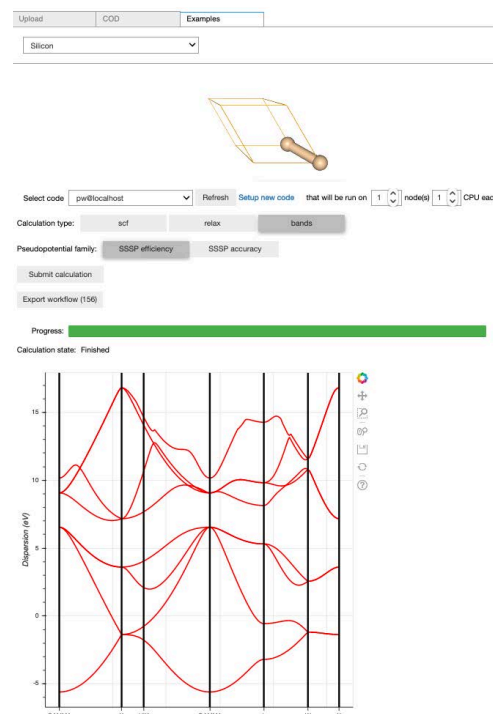 Upload COD Examples
Silicon
Select code pw@localhost Refresh Setup new code that will be run on 1 node(s) 1 CPU eac
Calculation type: scf relax bands
Pseudopotential family: SSSP efficiency SSSP accuracy
Submit calculation
Export workflow (156)
Progress:
Calculation state: Finished
Dispersion (eV)
15
10
5
0
-5